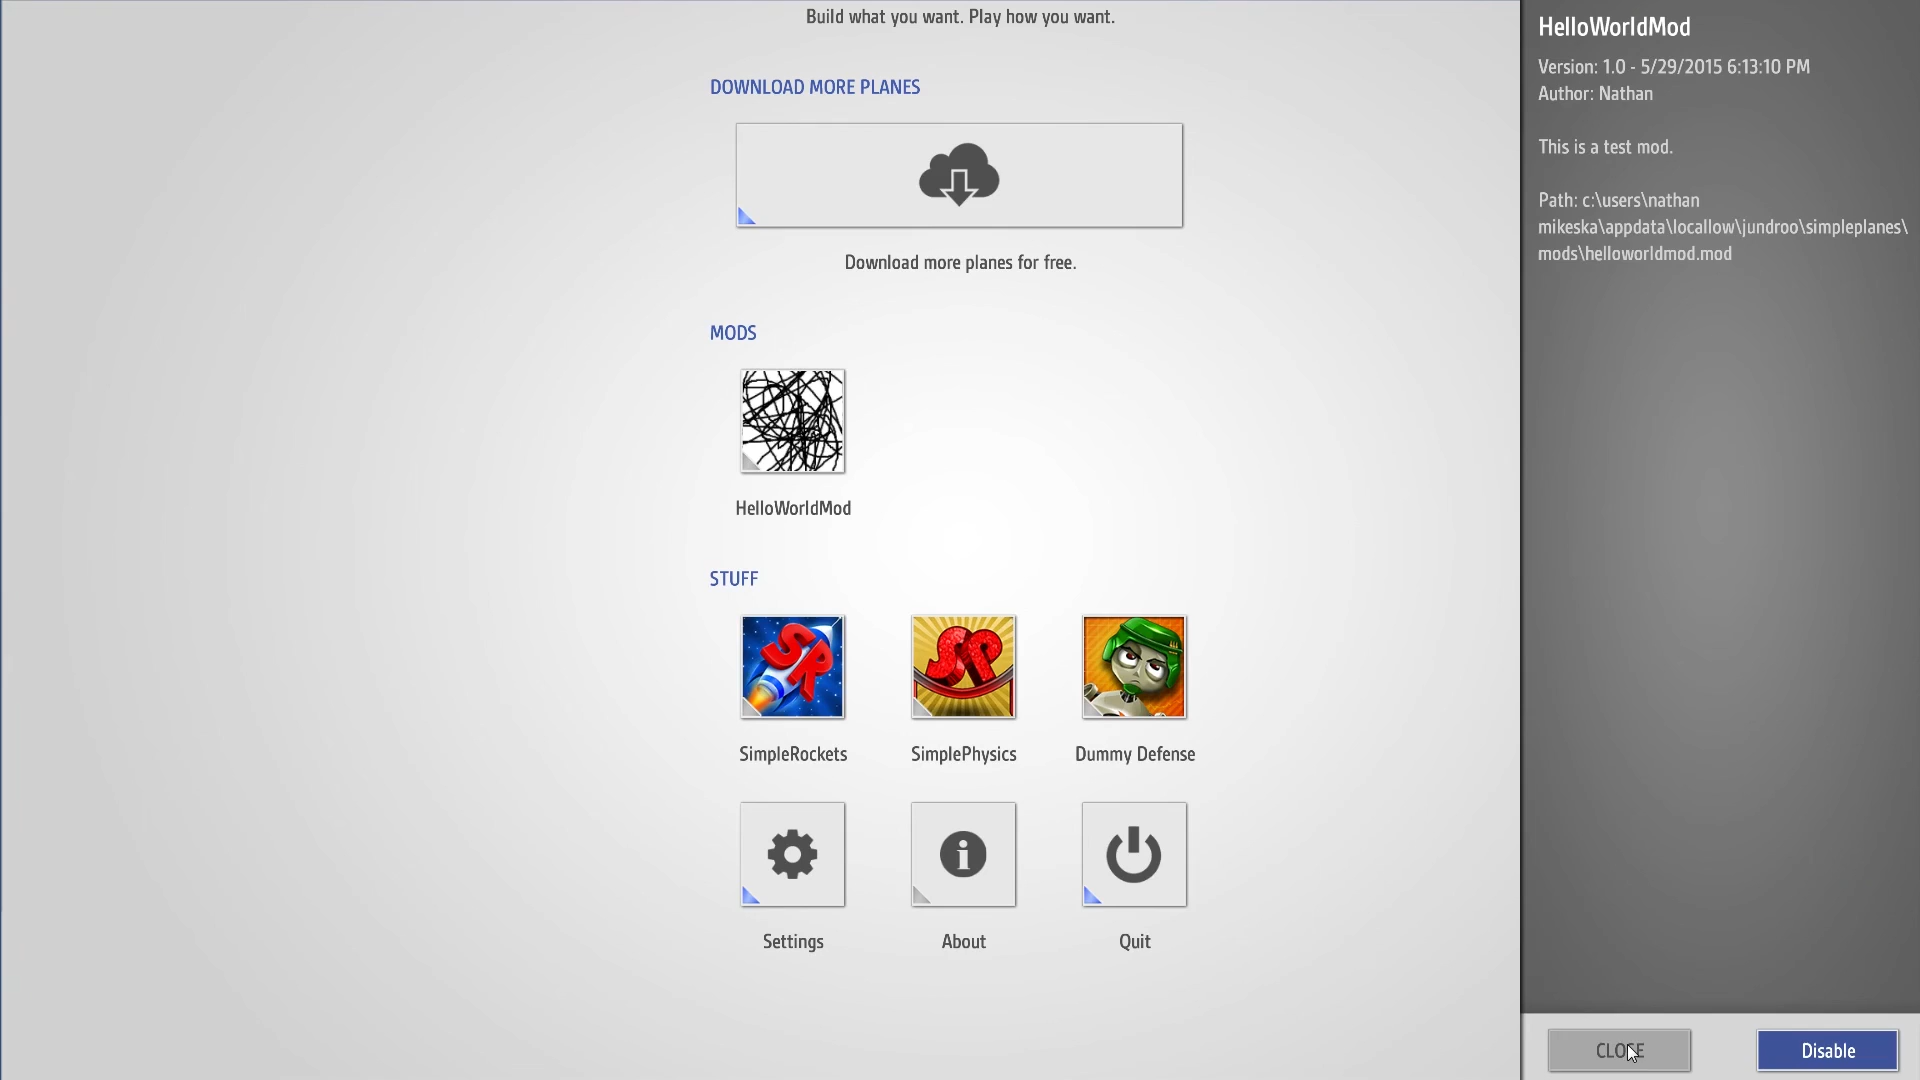 Build what you want. Play how you want.
DOWNLOAD MORE PLANES
Download more planes for free.
MODS
HelloWorldMod
STUFF
SR
SP
SimpleRockets
SimplePhysics
Dummy Defense
Settings
About
Quit
HelloWorldMod
Version: 1.0 - 5/29/2015 6:13:10 PM
Author: Nathan
This is a test mod.
Path: c:\users\nathan
mikeska\appdata\locallow\jundroo\simpleplanes\
mods\helloworldmod.mod
CLOSE
Disable